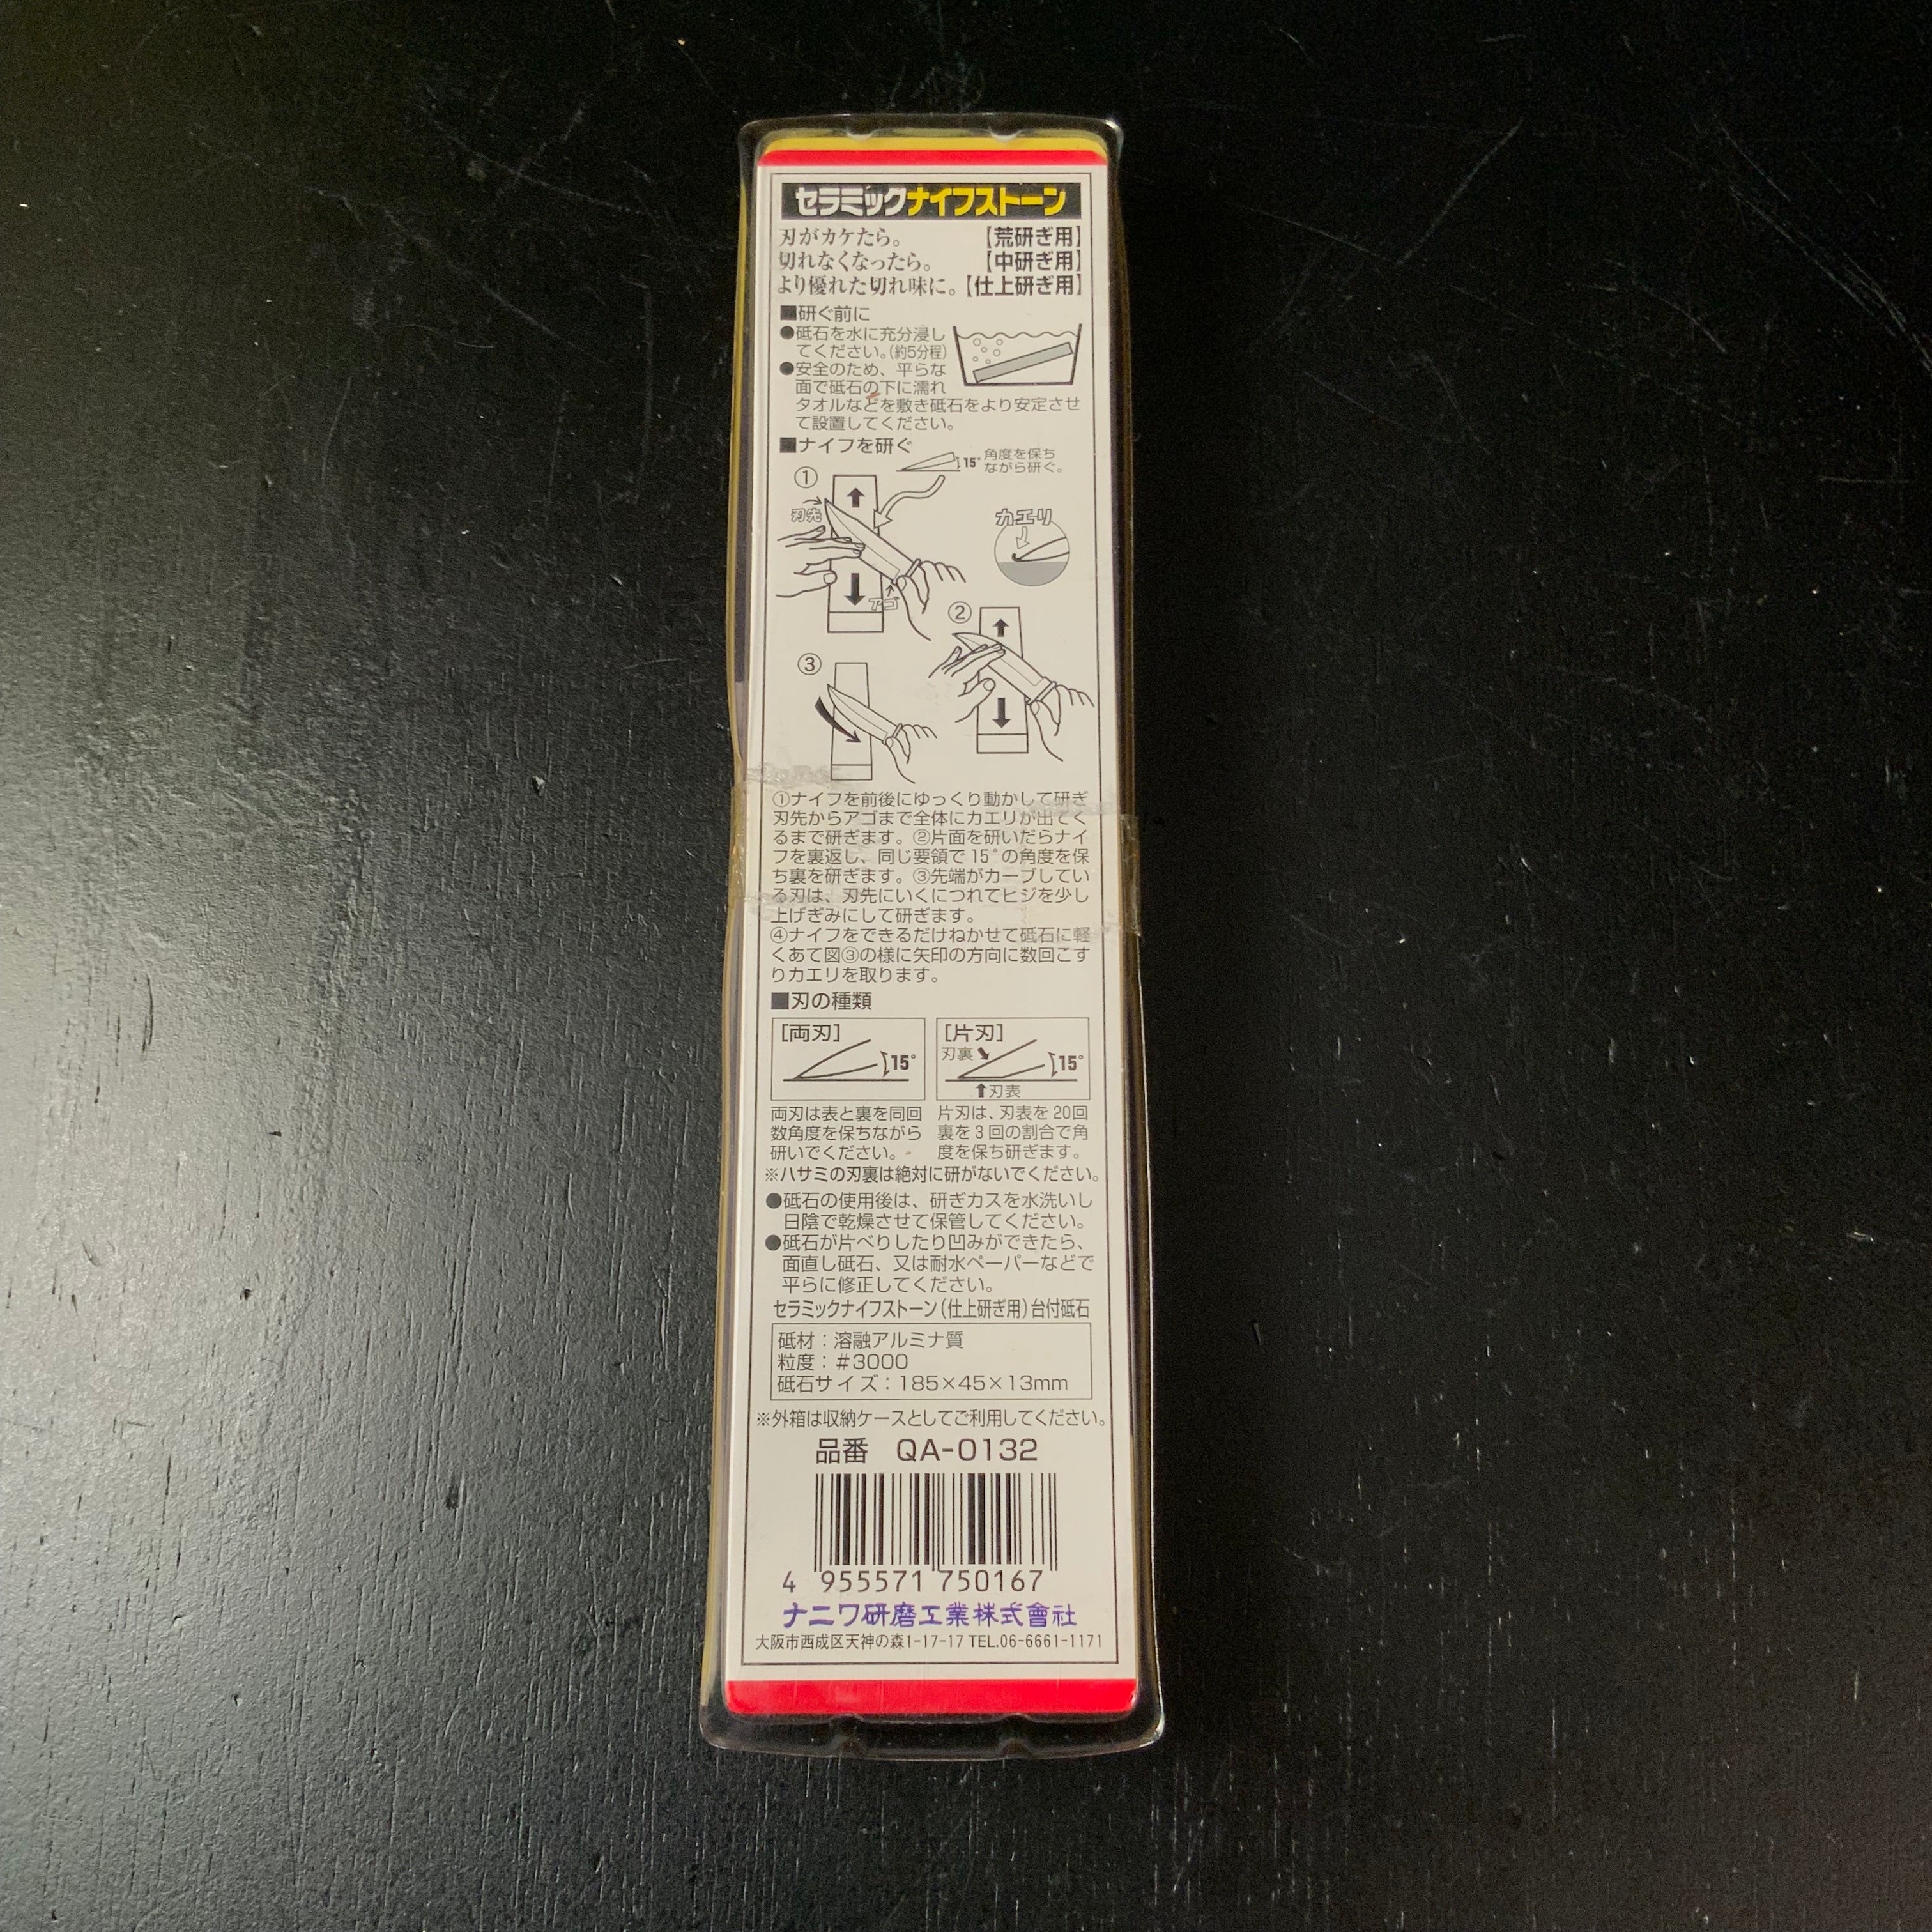 セラミックナイフストーン
刃がカケたら。【荒研ぎ用】
切れなくなったら。【中研ぎ用】
より優れた切れ味に。【仕上研ぎ用】
■研ぐ前に
●砥石を水に充分浸し
てください。(約5分程)
●安全のため、平らな
面で砥石の下に濡れ
タオルなどを敷き砥石をより安定させ
て設置してください。
■ナイフを研ぐ
15° 角度を保ち
ながら研ぐ。
①
刃先
アゴ
カエリ
②
③
①ナイフを前後にゆっくり動かして研ぎ
刃先からアゴまで全体にカエリが出てく
るまで研ぎます。②片面を研いだらナイ
フを裏返し、同じ要領で15°の角度を保
ち裏を研ぎます。③先端がカーブしてい
る刃は、刃先にいくにつれてヒジを少し
上げぎみにして研ぎます。
④ナイフをできるだけねかせて砥石に軽
くあて図③の様に矢印の方向に数回こす
りカエリを取ります。
■刃の種類
[両刃]
15°
[片刃]
刃裏
15°
刃表
両刃は表と裏を同回
数角度を保ちながら
研いでください。
片刃は、刃表を20回
裏を3回の割合で角
度を保ち研ぎます。
※ハサミの刃裏は絶対に研がないでください。
●砥石の使用後は、研ぎカスを水洗いし
日陰で乾燥させて保管してください。
●砥石が片べりしたり凹みができたら、
面直し砥石、又は耐水ペーパーなどで
平らに修正してください。
セラミックナイフストーン(仕上研ぎ用)台付砥石
砥材:溶融アルミナ質
粒度:#3000
砥石サイズ:185×45×13mm
※外箱は収納ケースとしてご利用してください。
品番 QA-0132
4 955571 750167
ナニワ研磨工業株式會社
大阪市西成区天神の森1-17-17 TEL.06-6661-1171